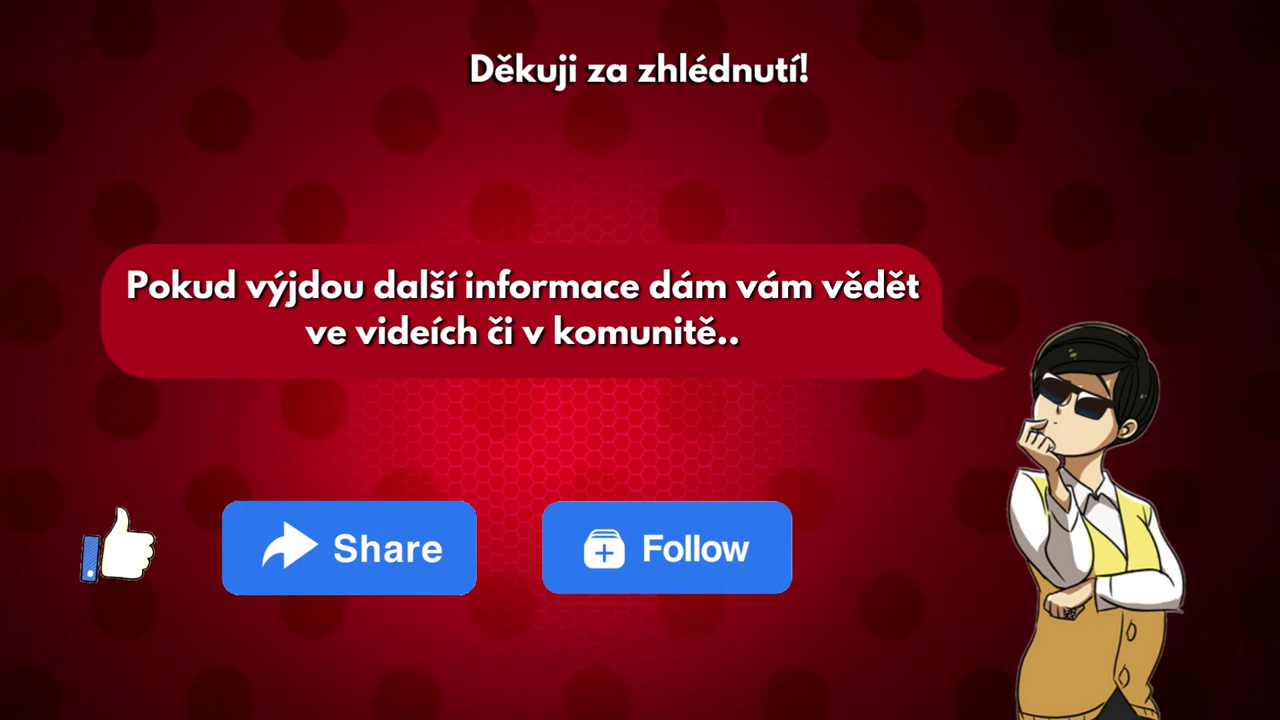 Děkuji za zhlédnutí!
Pokud výjdou další informace dám vám vědět
ve videích či v komunitě..
Share
Follow